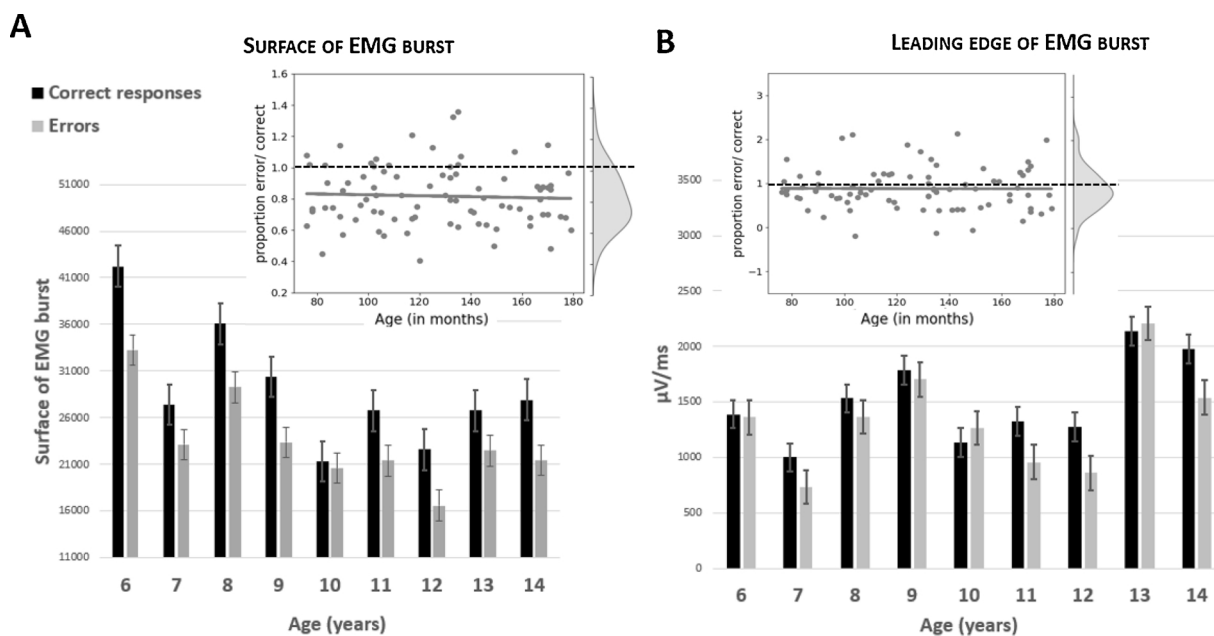 A
SURFACE OF EMG BURST
Correct responses
Errors
proportion error/ correct
1.6
1.4
1.2
1.0
0.8
0.6
0.4
0.2
80 100 120 140 160 180
Age (in months)
Surface of EMG burst
51000
46000
41000
36000
31000
26000
21000
16000
11000
6 7 8 9 10 11 12 13 14
Age (years)
B
LEADING EDGE OF EMG BURST
proportion error/ correct
3
2
1
0
−1
80 100 120 140 160 180
Age (in months)
µV/ms
3500
3000
2500
2000
1500
1000
500
0
6 7 8 9 10 11 12 13 14
Age (years)